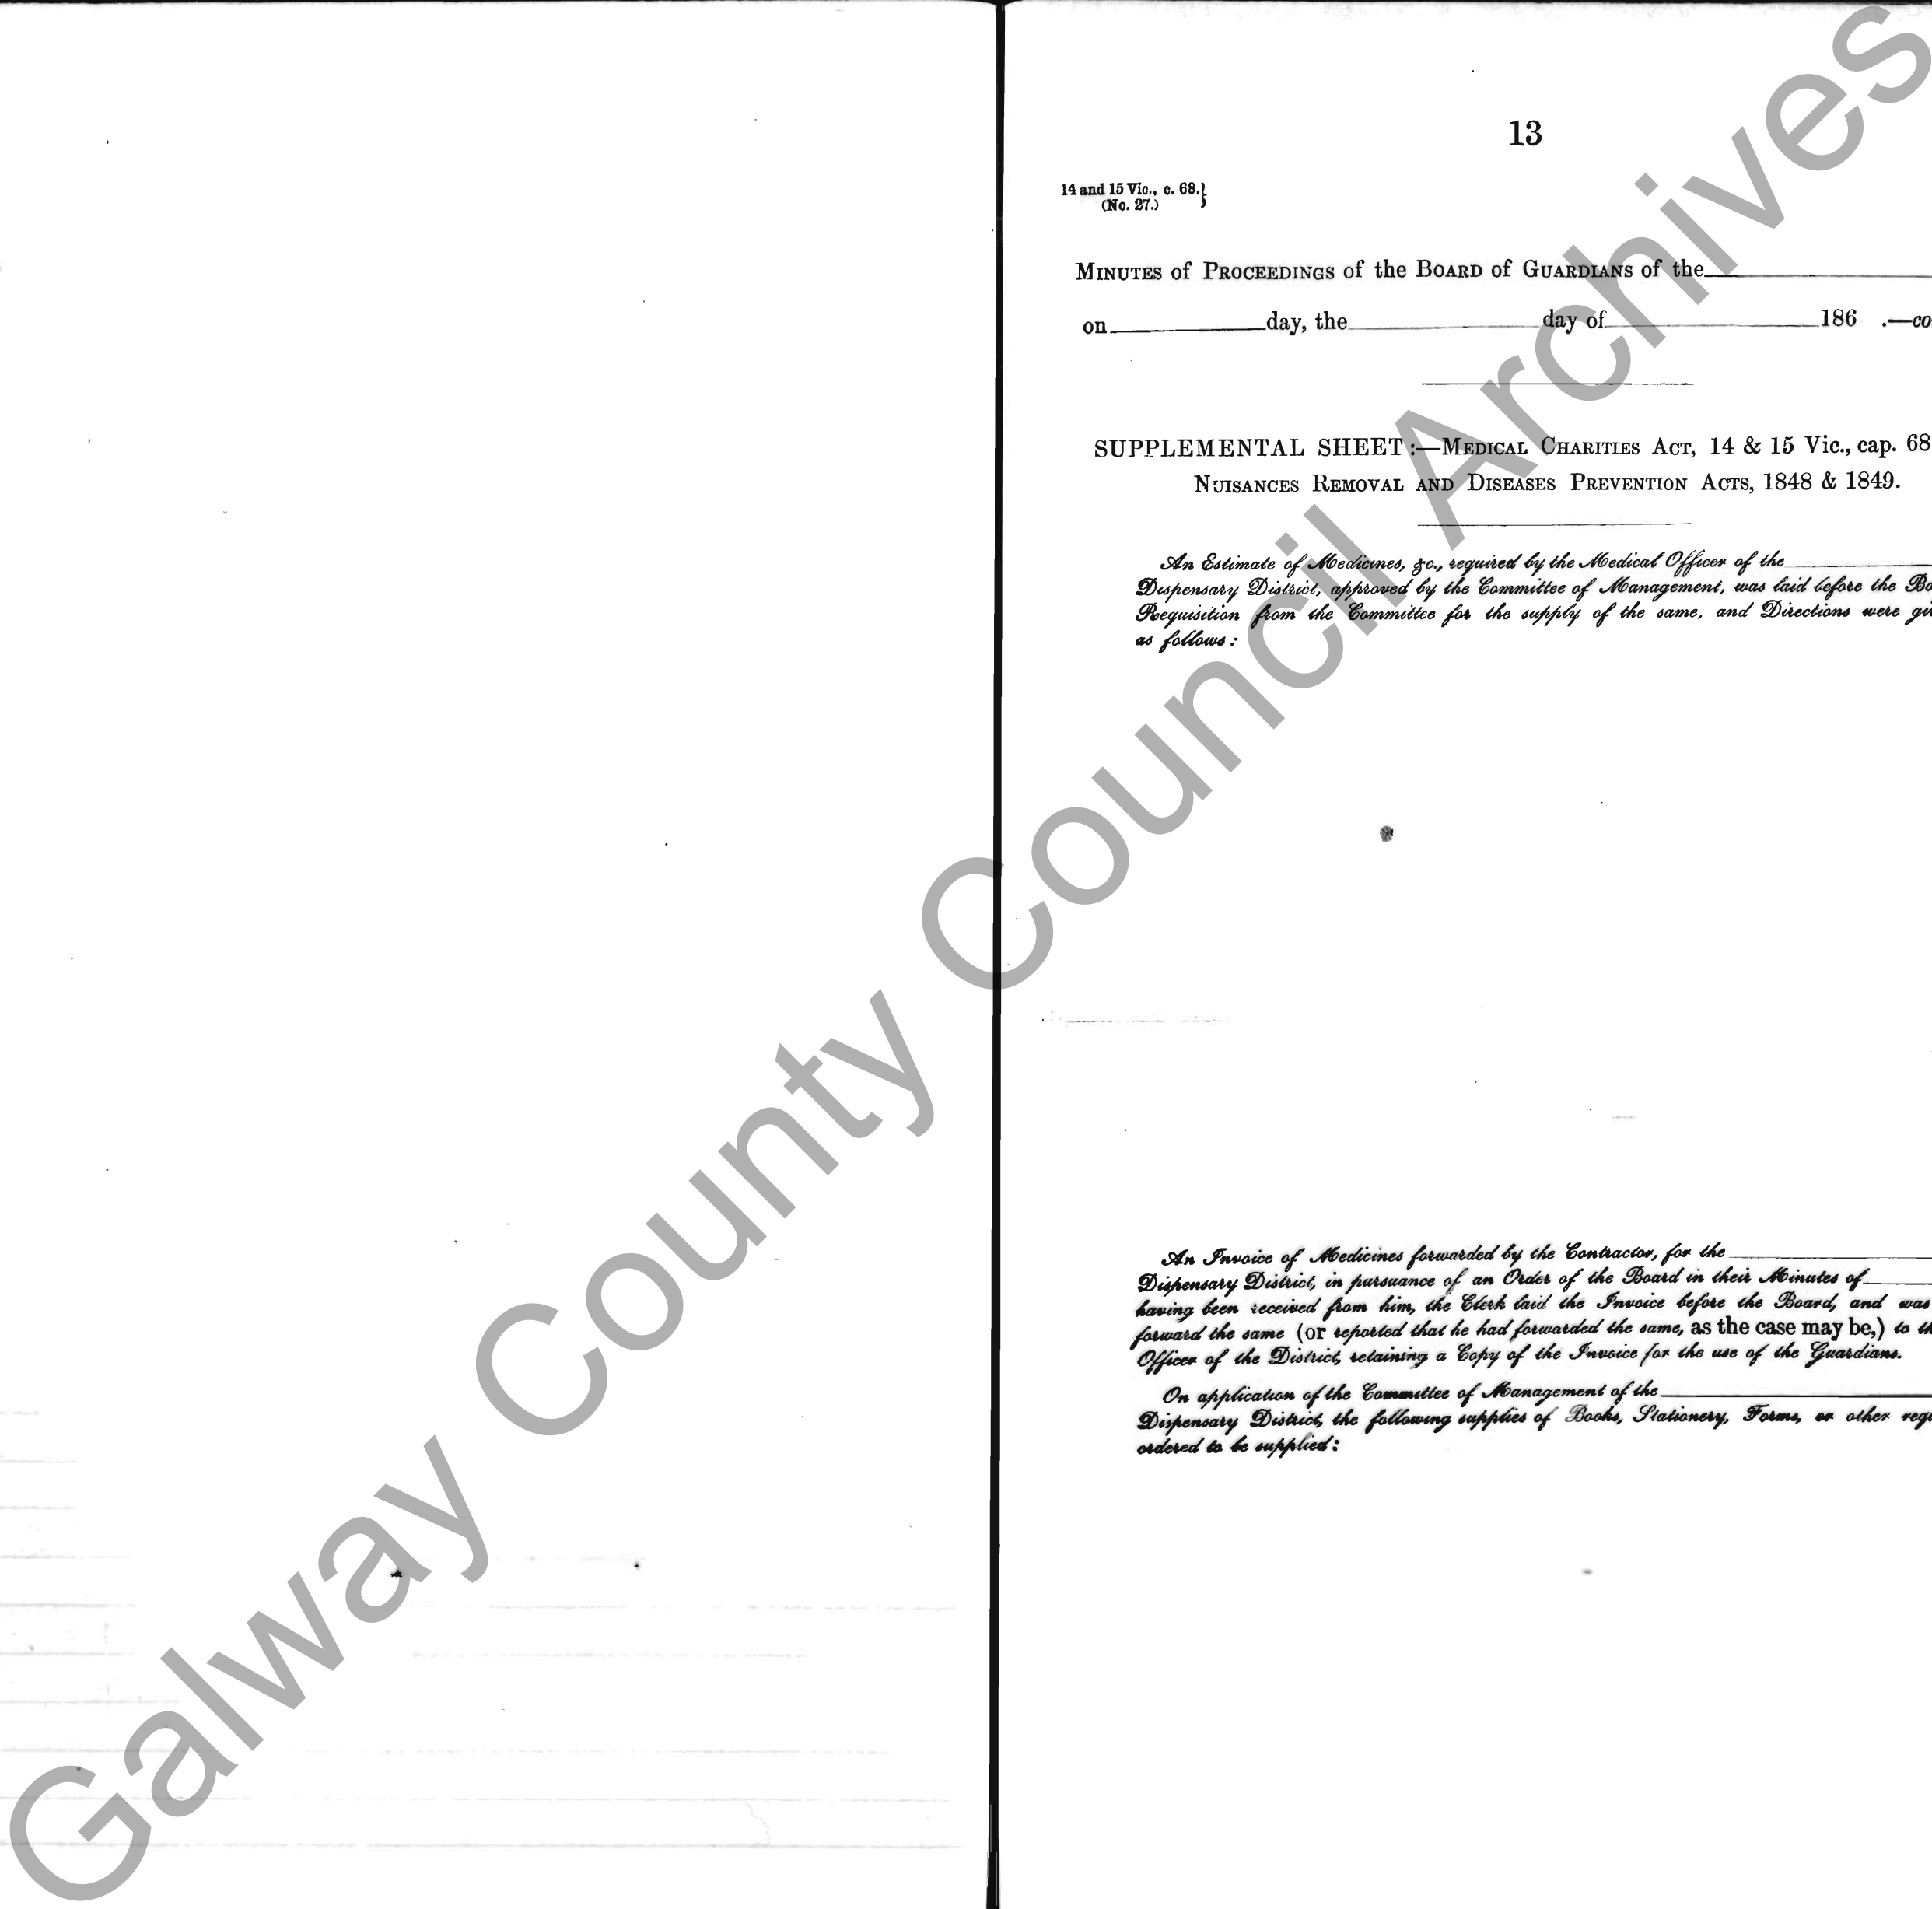 13
14 and 15 Vic., c. 68.}
(No. 27.)
MINUTES of PROCEEDINGS of the BOARD of GUARDIANS of the
on day, the day of 186 .—co
SUPPLEMENTAL SHEET :—MEDICAL CHARITIES ACT, 14 & 15 Vic., cap. 68
NUISANCES REMOVAL AND DISEASES PREVENTION ACTS, 1848 & 1849.
An Estimate of Medicines, &c., required by the Medical Officer of the
Dispensary District, approved by the Committee of Management, was laid before the Bo
Requisition from the Committee for the supply of the same, and Directions were gi
as follows :
An Invoice of Medicines forwarded by the Contractor, for the
Dispensary District, in pursuance of an Order of the Board in their Minutes of
having been received from him, the Clerk laid the Invoice before the Board, and was
forward the same (or reported that he had forwarded the same, as the case may be,) to th
Officer of the District, retaining a Copy of the Invoice for the use of the Guardians.
On application of the Committee of Management of the
Dispensary District, the following supplies of Books, Stationery, Forms, or other requ
ordered to be supplied :
Galway County Council Archives